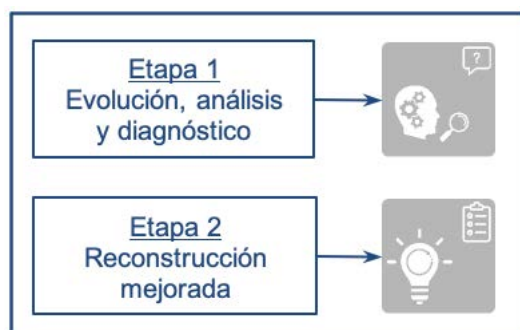 Etapa 1
Evolución, análisis
y diagnóstico
?
Etapa 2
Reconstrucción
mejorada